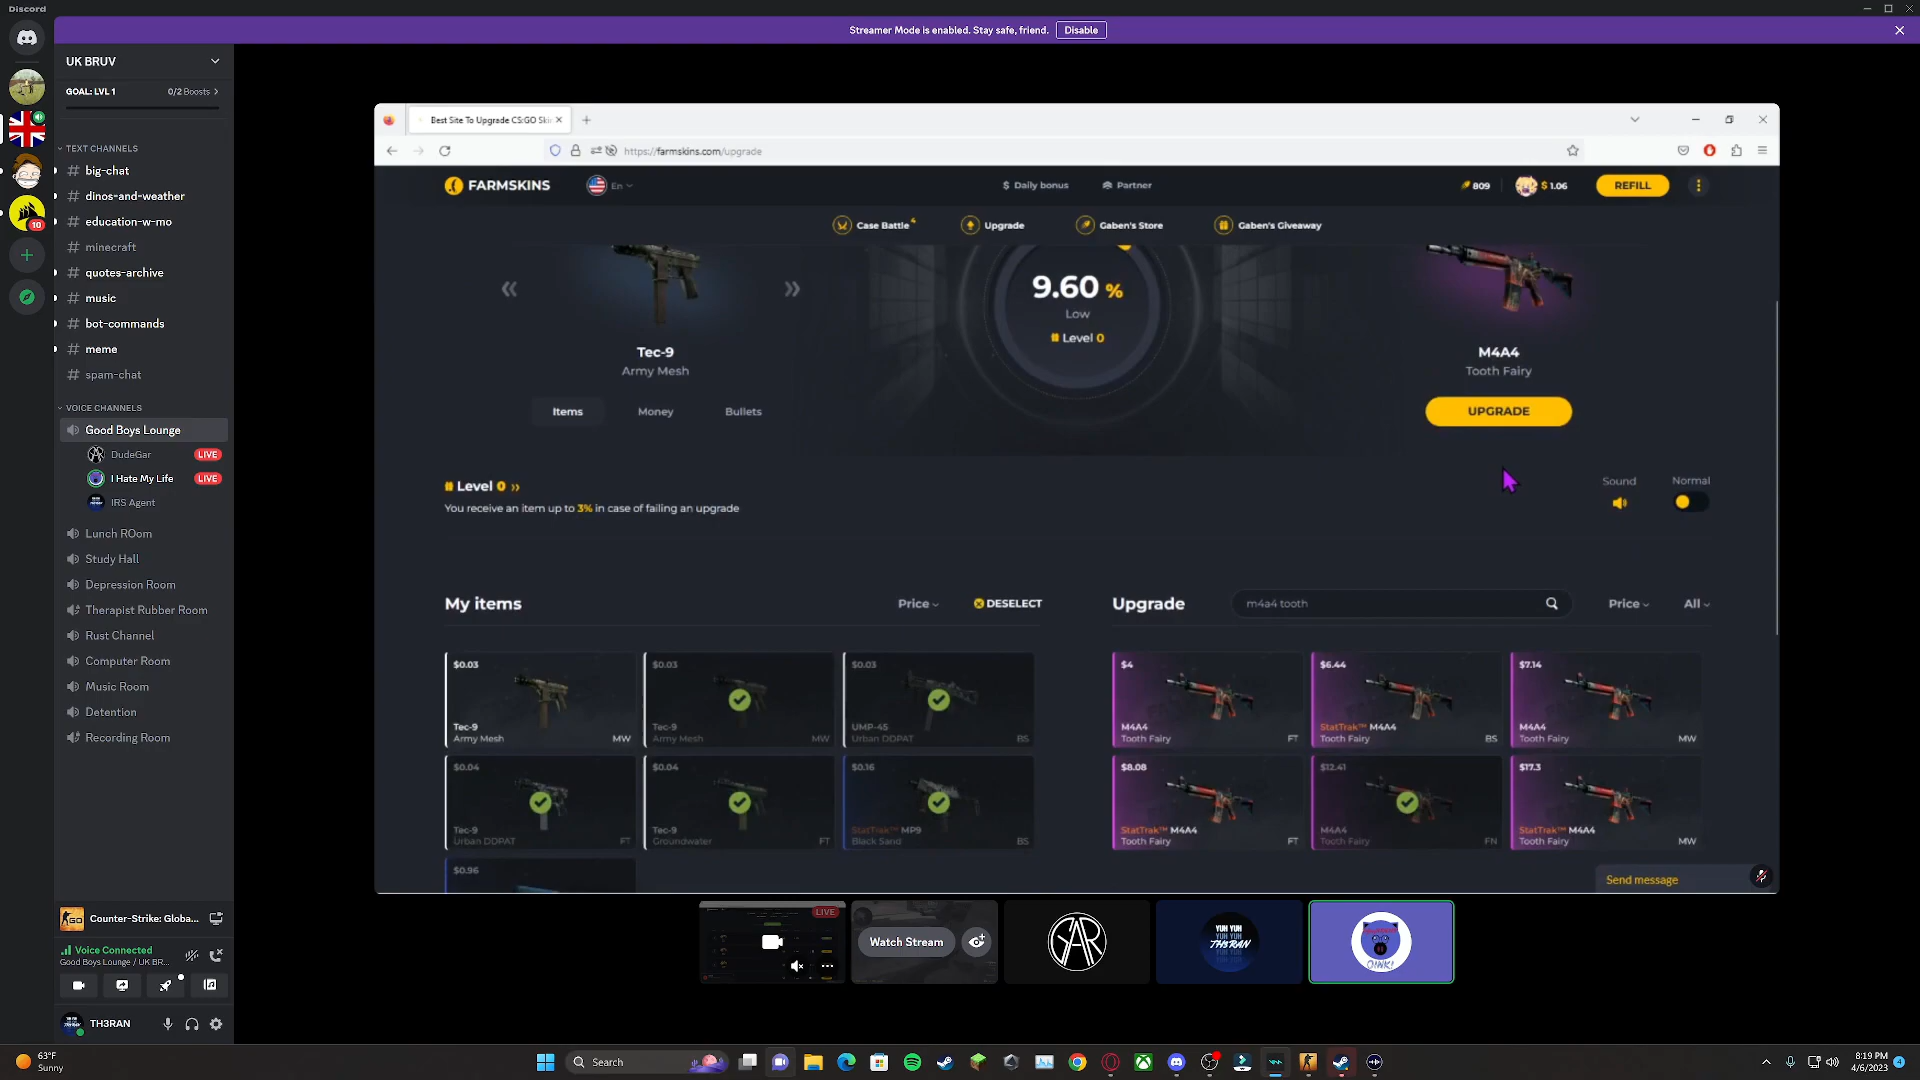 Discord
Streamer Mode is enabled. Stay safe, friend.
Disable
UK BRUV
GOAL: LVL 1
0/2 Boosts
TEXT CHANNELS
# big-chat
# dinos-and-weather
# education-w-mo
# minecraft
# quotes-archive
# music
# bot-commands
# meme
# spam-chat
10
VOICE CHANNELS
Good Boys Lounge
DudeGar
LIVE
I Hate My Life
LIVE
IRS Agent
Lunch ROom
Study Hall
Depression Room
Therapist Rubber Room
Rust Channel
Computer Room
Music Room
Detention
Recording Room
Counter-Strike: Globa...
Voice Connected
Good Boys Lounge / UK BR...
TH3RAN
Best Site To Upgrade CS:GO Ski
https://farmskins.com/upgrade
FARMSKINS
En
$ Daily bonus
Partner
809
$ 1.06
REFILL
Case Battle 4
Upgrade
Gaben's Store
Gaben's Giveaway
9.60 %
Low
Level 0
Tec-9
Army Mesh
M4A4
Tooth Fairy
Items
Money
Bullets
UPGRADE
Level 0 »
You receive an item up to 3% in case of failing an upgrade
Sound
Normal
My items
Price
DESELECT
Upgrade
m4a4 tooth
Price
All
$0.03
Tec-9
Army Mesh
MW
$0.03
Tec-9
Army Mesh
MW
$0.03
UMP-45
Urban DDPAT
BS
$4
M4A4
Tooth Fairy
FT
$6.44
StatTrak™ M4A4
Tooth Fairy
BS
$7.14
M4A4
Tooth Fairy
MW
$0.04
Tec-9
Urban DDPAT
FT
$0.04
Tec-9
Groundwater
FT
$0.16
StatTrak™ MP9
Black Sand
BS
$8.08
StatTrak™ M4A4
Tooth Fairy
FT
$12.41
M4A4
Tooth Fairy
FN
$17.3
StatTrak™ M4A4
Tooth Fairy
MW
$0.96
Send message
LIVE
Watch Stream
GAR
YUH YUH
TH3RAN
YUH YUH
OINK!
63°F
Sunny
Search
8:19 PM
4/6/2023
4